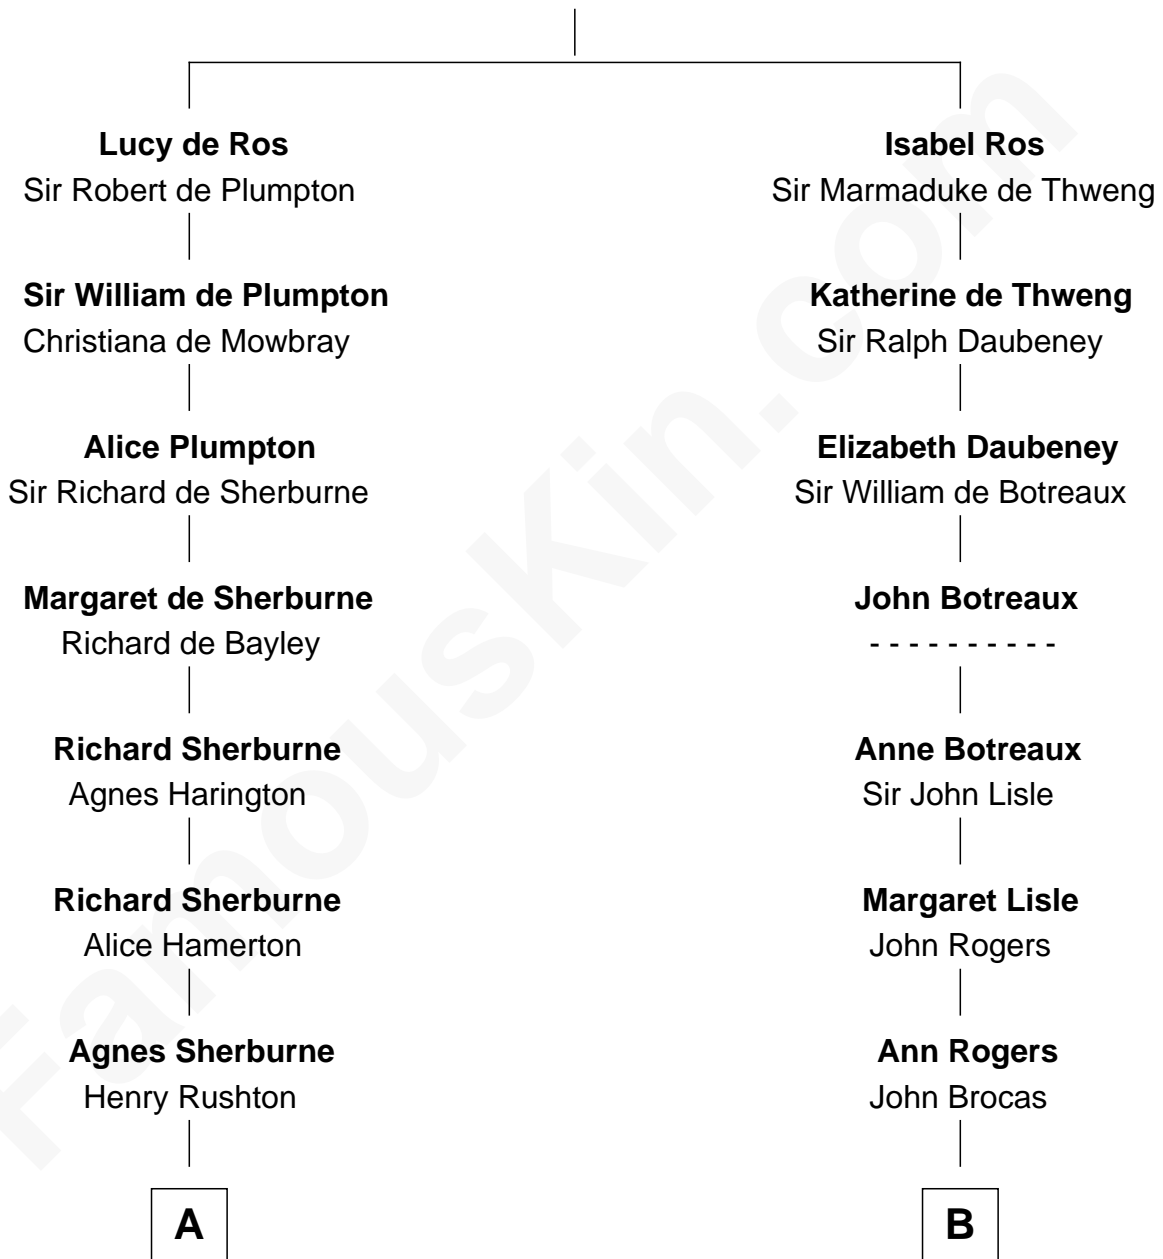 Lucy de Ros
Sir Robert de Plumpton
Sir William de Plumpton
Christiana de Mowbray
Alice Plumpton
Sir Richard de Sherburne
Margaret de Sherburne
Richard de Bayley
Richard Sherburne
Agnes Harington
Richard Sherburne
Alice Hamerton
Agnes Sherburne
Henry Rushton
A
Isabel Ros
Sir Marmaduke de Thweng
Katherine de Thweng
Sir Ralph Daubeney
Elizabeth Daubeney
Sir William de Botreaux
John Botreaux
- - - - - - - - - -
Anne Botreaux
Sir John Lisle
Margaret Lisle
John Rogers
Ann Rogers
John Brocas
B
FamousKin.com